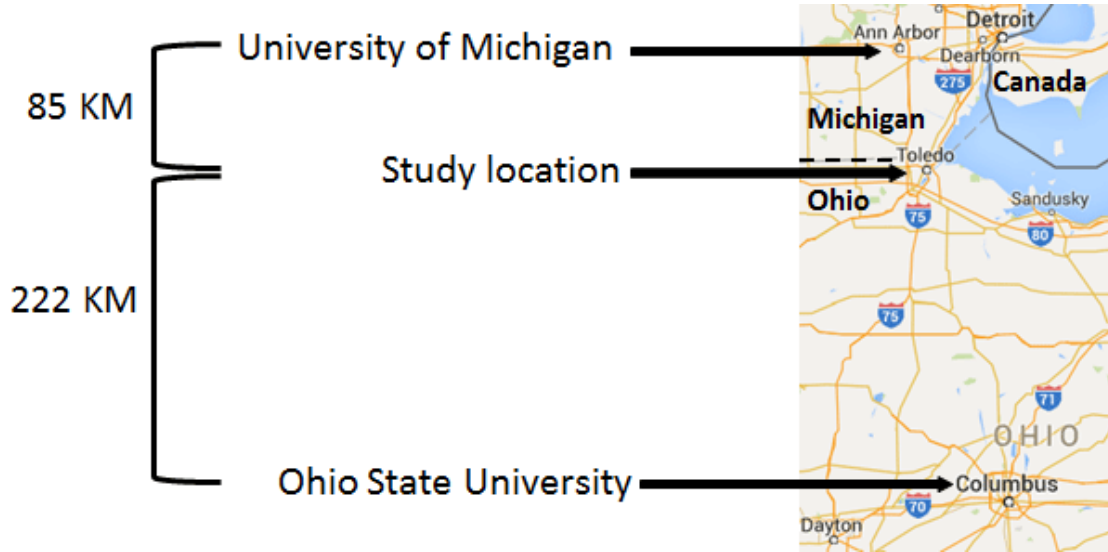 University of Michigan
85 KM
Study location
222 KM
Ohio State University
Detroit
Ann Arbor
Dearborn
275
Canada
Michigan
Toledo
Ohio
Sandusky
75
80
75
71
OHIO
Columbus
70
Dayton